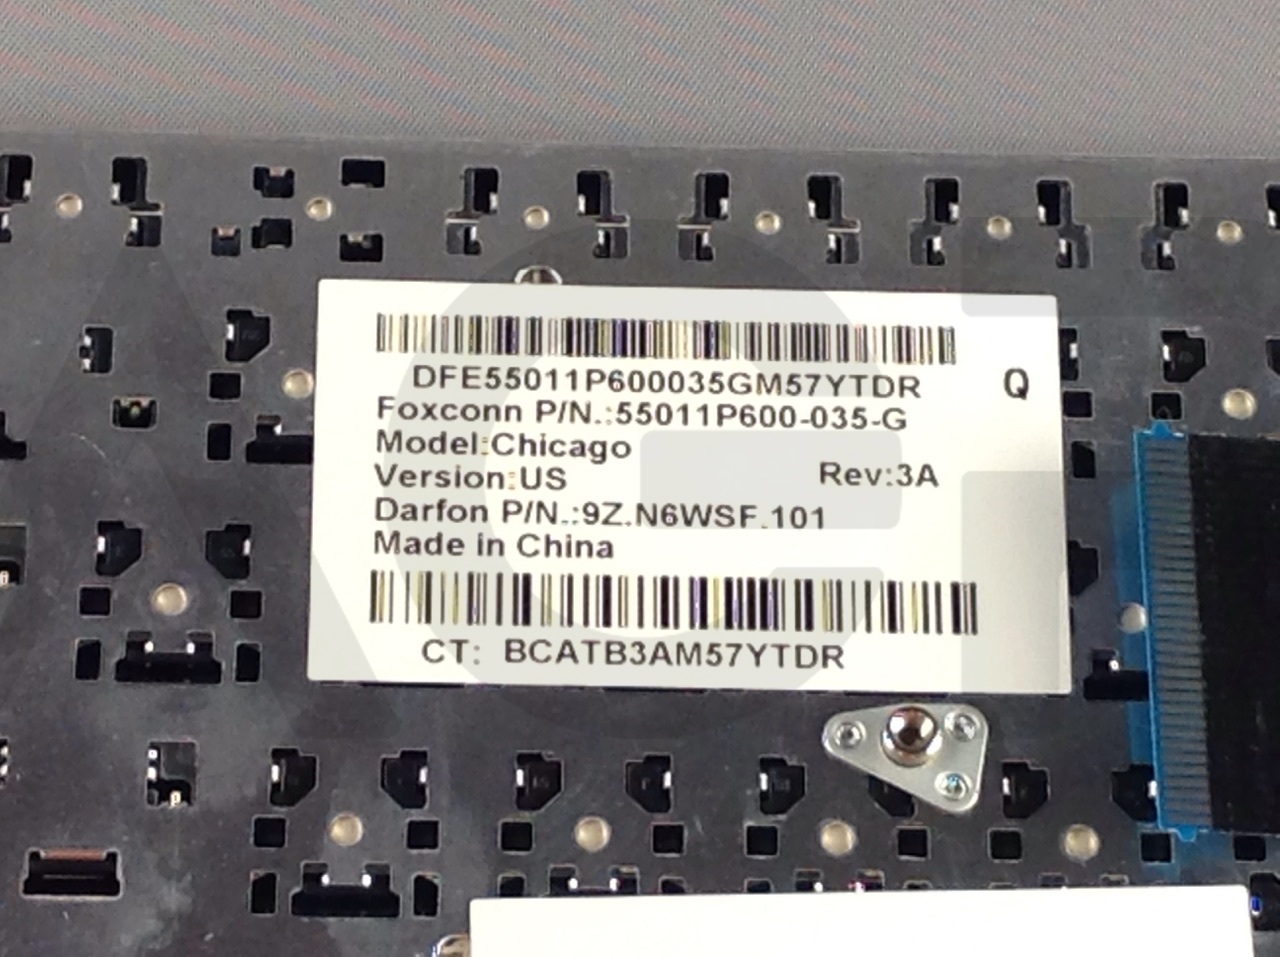 DFE55011P600035GM57YTDR
Q
Foxconn P/N.:55011P600-035-G
Model:Chicago
Version:US Rev:3A
Darfon P/N.:9Z.N6WSF.101
Made in China
CT: BCATB3AM57YTDR